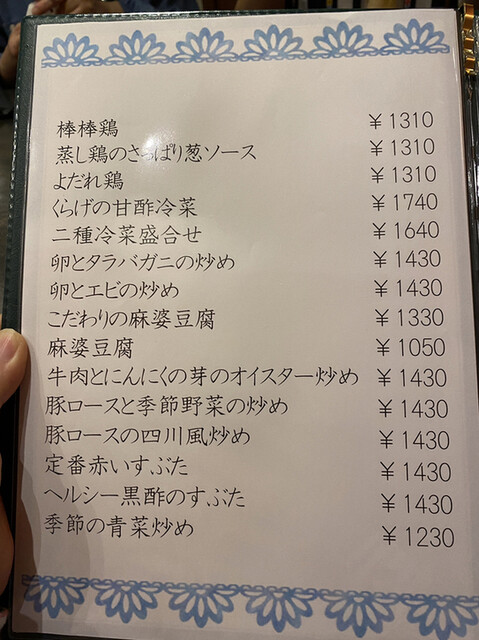 棒棒鶏 ￥1310
蒸し鶏のさっぱり葱ソース ￥1310
よだれ鶏 ￥1310
くらげの甘酢冷菜 ￥1740
二種冷菜盛合せ ￥1640
卵とタラバガニの炒め ￥1430
卵とエビの炒め ￥1430
こだわりの麻婆豆腐 ￥1330
麻婆豆腐 ￥1050
牛肉とにんにくの芽のオイスター炒め ￥1430
豚ロースと季節野菜の炒め ￥1430
豚ロースの四川風炒め ￥1430
定番赤いすぶた ￥1430
ヘルシー黒酢のすぶた ￥1430
季節の青菜炒め ￥1230